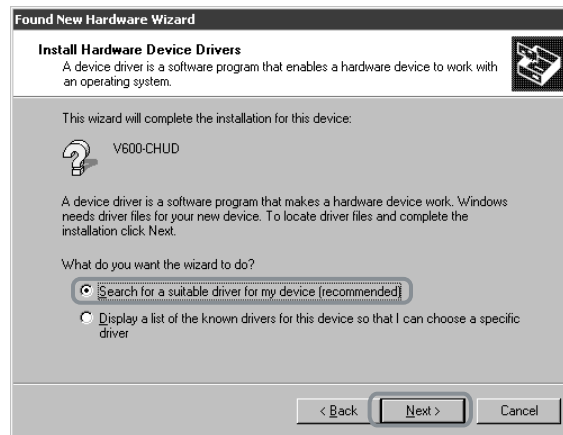 Found New Hardware Wizard
Install Hardware Device Drivers
A device driver is a software program that enables a hardware device to work with
an operating system.
This wizard will complete the installation for this device:
V600-CHUD
A device driver is a software program that makes a hardware device work. Windows
needs driver files for your new device. To locate driver files and complete the
installation click Next.
What do you want the wizard to do?
Search for a suitable driver for my device (recommended)
Display a list of the known drivers for this device so that I can choose a specific
driver
< Back Next > Cancel